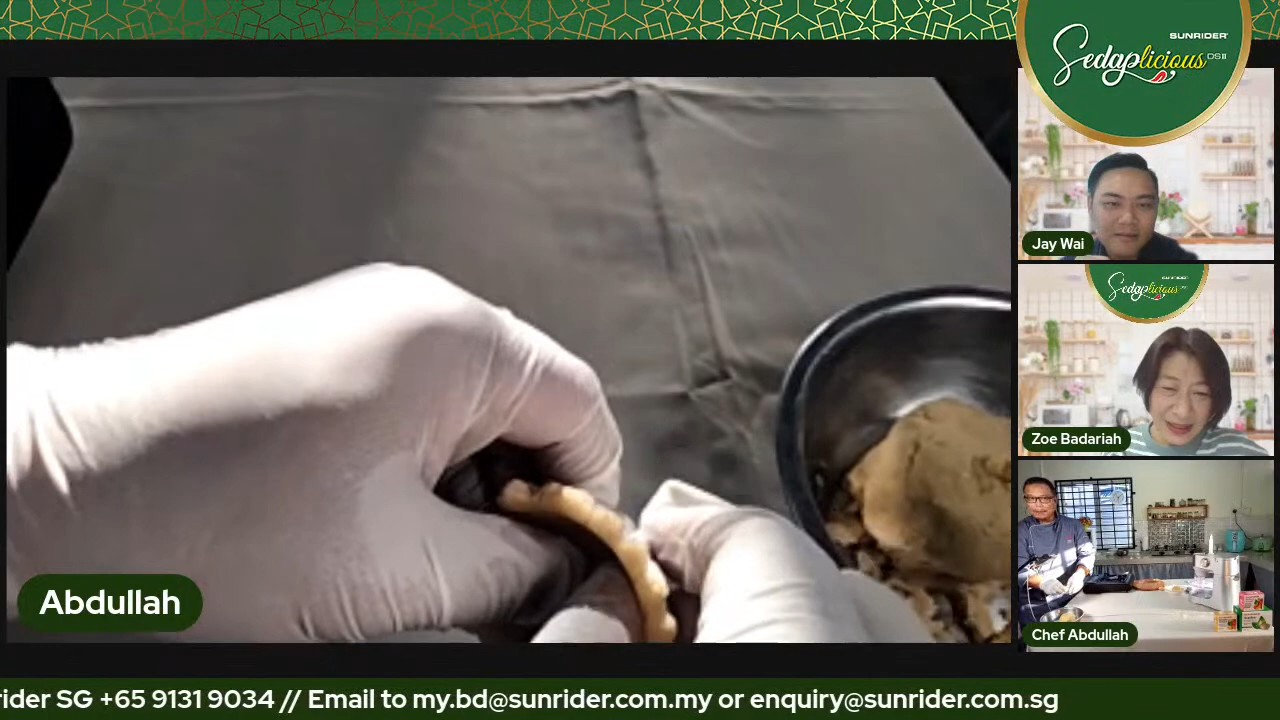 SUNRIDER
Sedaplicious
Jay Wai
Sedaplicious
Zoe Badariah
Abdullah
Chef Abdullah
rider SG +65 9131 9034 // Email to my.bd@sunrider.com.my or enquiry@sunrider.com.sg